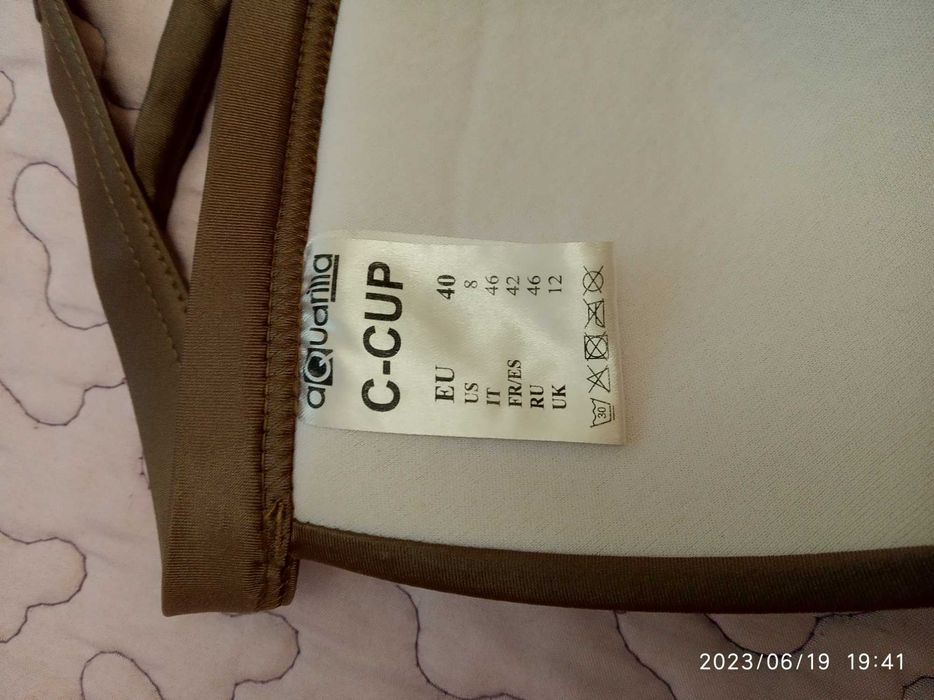 aQuarilla
C-CUP
EU 40
US 8
IT 46
FR/ES 42
RU 46
UK 12
30
2023/06/19 19:41